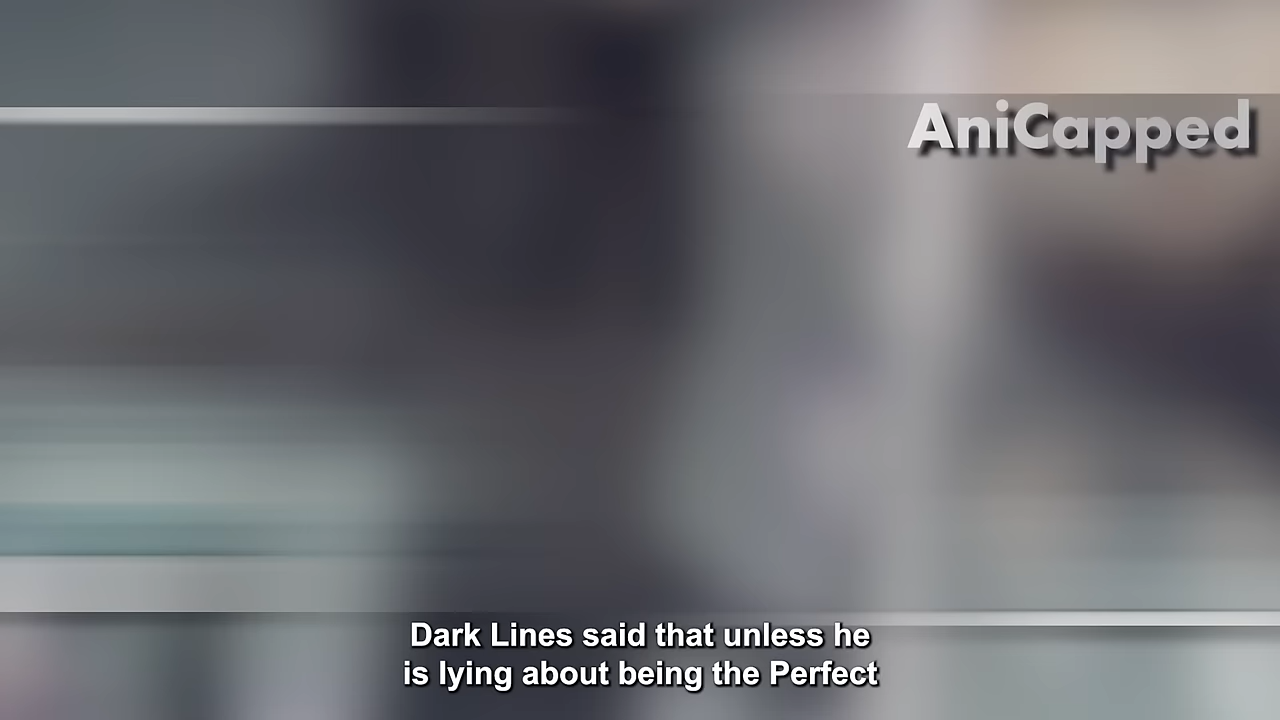 AniCapped
Dark Lines said that unless he
is lying about being the Perfect